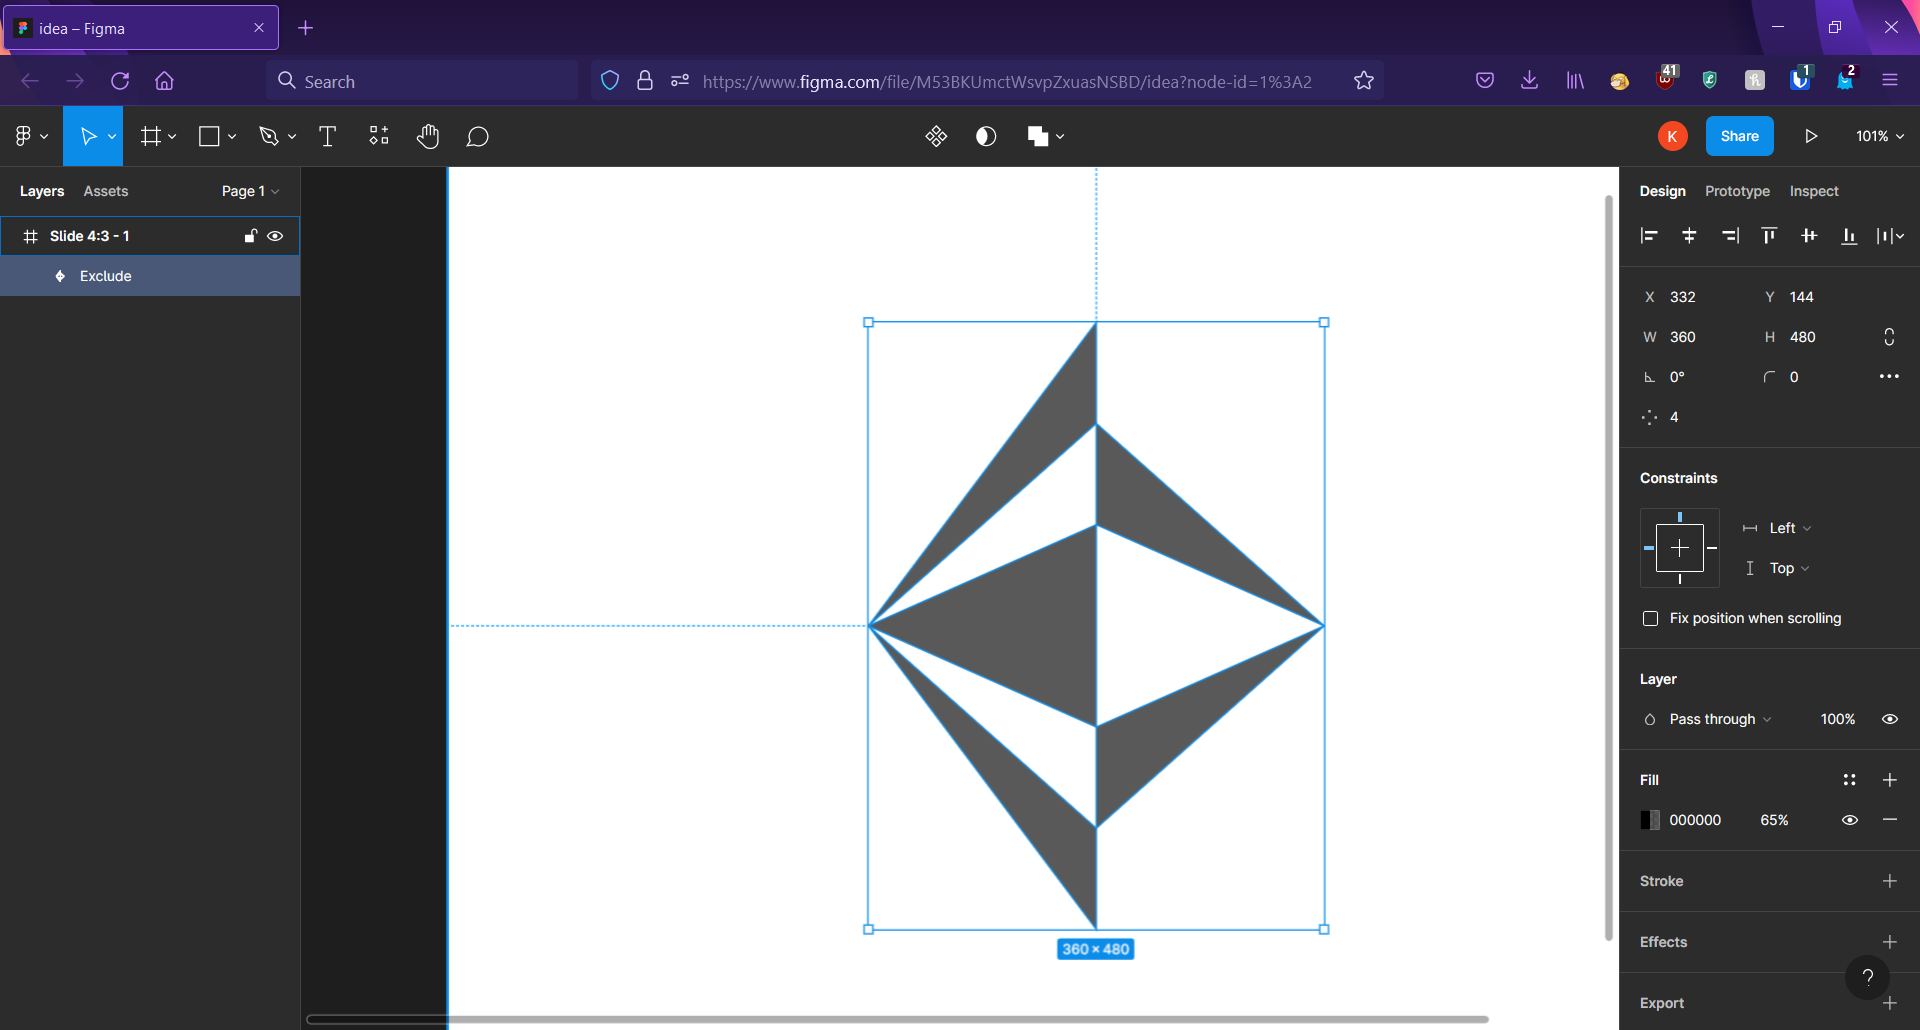 idea – Figma
Search
https://www.figma.com/file/M53BKUmctWsvpZxuasNSBD/idea?node-id=1%3A2
41
1
2
K
Share
101%
Layers
Assets
Page 1
Slide 4:3 - 1
Exclude
360 × 480
Design
Prototype
Inspect
X 332
Y 144
W 360
H 480
0°
0
4
Constraints
Left
Top
Fix position when scrolling
Layer
Pass through
100%
Fill
000000
65%
Stroke
Effects
?
Export